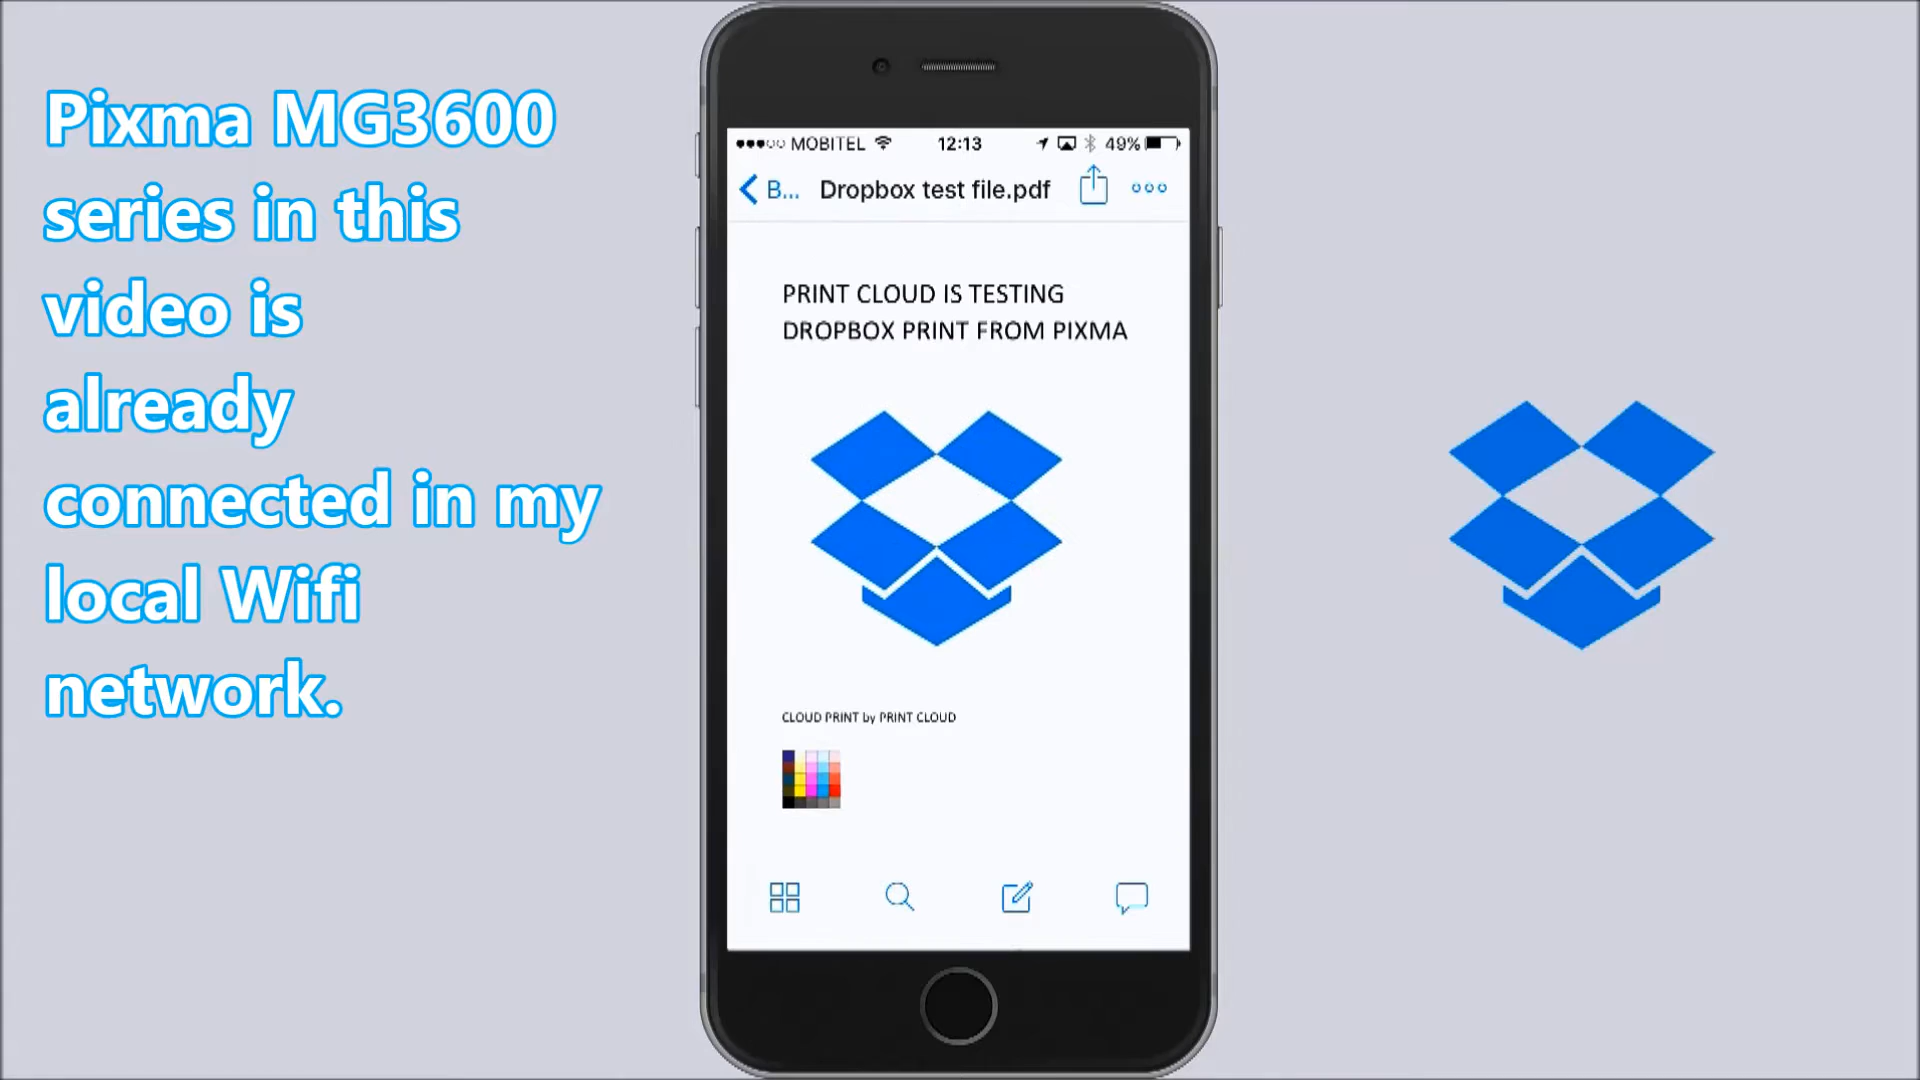 Pixma MG3600
series in this
video is
already
connected in my
local Wifi
network.
MOBITEL 12:13 49%
B... Dropbox test file.pdf
PRINT CLOUD IS TESTING
DROPBOX PRINT FROM PIXMA
CLOUD PRINT by PRINT CLOUD